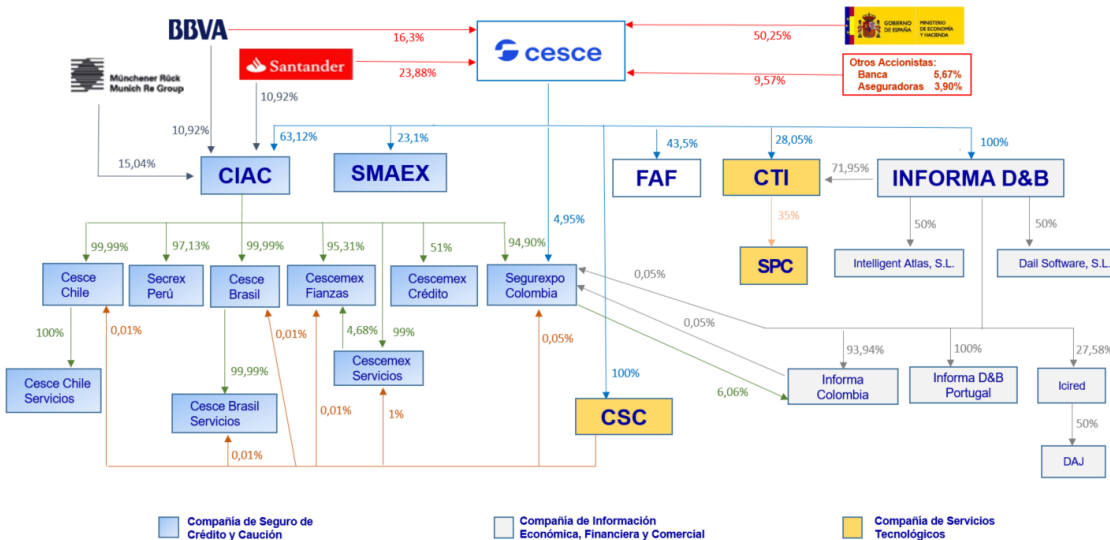 BBVA
16,3%
cesce
50,25%
GOBIERNO
DE ESPAÑA
MINISTERIO
DE ECONOMÍA
Y HACIENDA
Münchener Rück
Munich Re Group
Santander
23,88%
9,57%
Otros Accionistas:
Banca 5,67%
Aseguradoras 3,90%
10,92%
10,92%
63,12%
23,1%
43,5%
28,05%
100%
15,04%
CIAC
SMAEX
FAF
CTI
71,95%
INFORMA D&B
4,95%
35%
50%
50%
99,99%
97,13%
99,99%
95,31%
51%
94,90%
SPC
Intelligent Atlas, S.L.
Dail Software, S.L.
Cesce
Chile
Secrex
Perú
Cesce
Brasil
Cescemex
Fianzas
Cescemex
Crédito
Segurexpo
Colombia
0,05%
100%
0,01%
0,01%
4,68%
99%
0,05%
0,05%
93,94%
100%
27,58%
Cesce Chile
Servicios
99,99%
Cescemex
Servicios
100%
6,06%
Informa
Colombia
Informa D&B
Portugal
Icired
Cesce Brasil
Servicios
0,01%
1%
CSC
50%
0,01%
DAJ
Compañía de Seguro de
Crédito y Caución
Compañía de Información
Económica, Financiera y Comercial
Compañía de Servicios
Tecnológicos